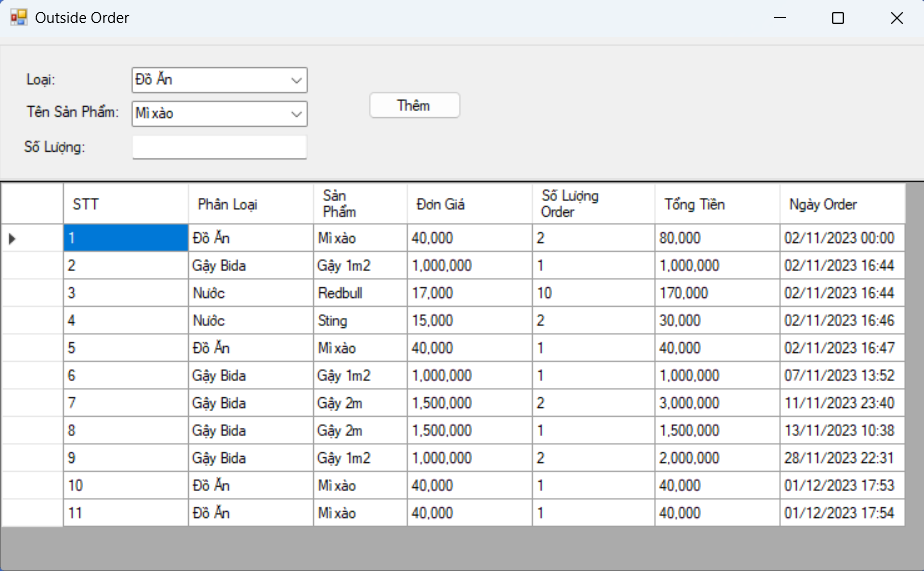 Outside Order
Loại: Đồ Ăn
Tên Sản Phẩm: Mì xào Thêm
Số Lượng:
STT Phân Loại Sản Phẩm Đơn Giá Số Lượng Order Tổng Tiền Ngày Order
1 Đồ Ăn Mì xào 40,000 2 80,000 02/11/2023 00:00
2 Gậy Bida Gậy 1m2 1,000,000 1 1,000,000 02/11/2023 16:44
3 Nước Redbull 17,000 10 170,000 02/11/2023 16:44
4 Nước Sting 15,000 2 30,000 02/11/2023 16:46
5 Đồ Ăn Mì xào 40,000 1 40,000 02/11/2023 16:47
6 Gậy Bida Gậy 1m2 1,000,000 1 1,000,000 07/11/2023 13:52
7 Gậy Bida Gậy 2m 1,500,000 2 3,000,000 11/11/2023 23:40
8 Gậy Bida Gậy 2m 1,500,000 1 1,500,000 13/11/2023 10:38
9 Gậy Bida Gậy 1m2 1,000,000 2 2,000,000 28/11/2023 22:31
10 Đồ Ăn Mì xào 40,000 1 40,000 01/12/2023 17:53
11 Đồ Ăn Mì xào 40,000 1 40,000 01/12/2023 17:54